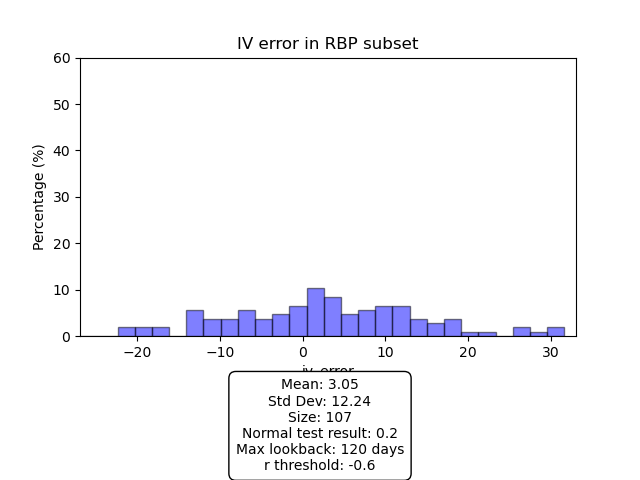 IV error in RBP subset
60
50
40
30
20
10
0
Percentage (%)
−20
−10
0
10
20
30
iv_error
Mean: 3.05
Std Dev: 12.24
Size: 107
Normal test result: 0.2
Max lookback: 120 days
r threshold: -0.6